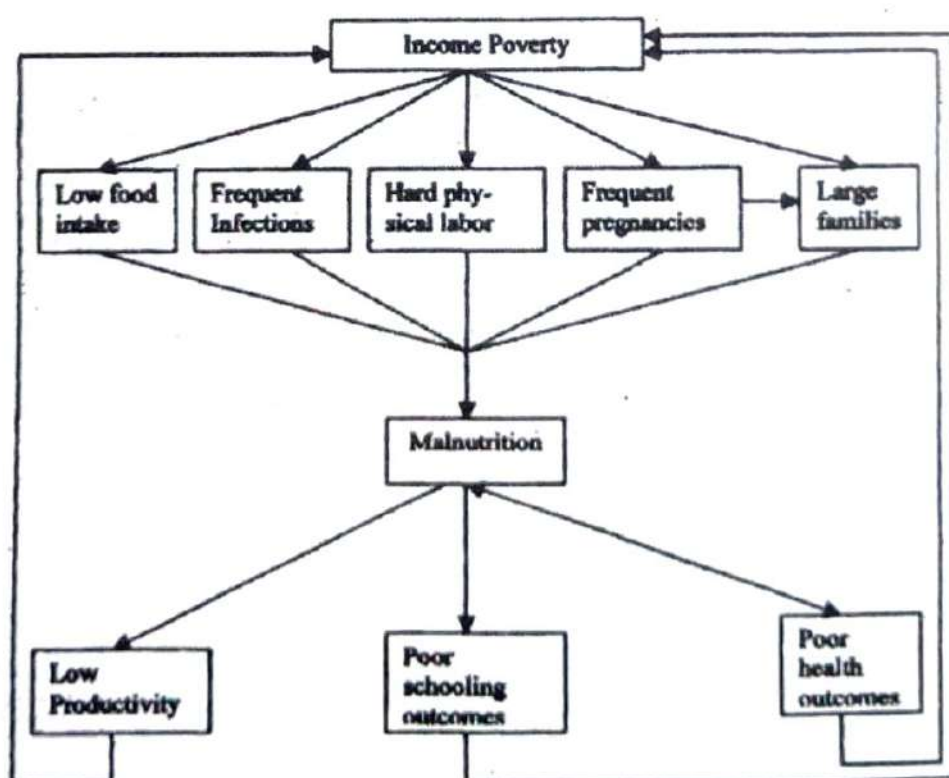 Income Poverty
Low food
intake
Frequent
Infections
Hard phy-
sical labor
Frequent
pregnancies
Large
families
Malnutrition
Low
Productivity
Poor
schooling
outcomes
Poor
health
outcomes